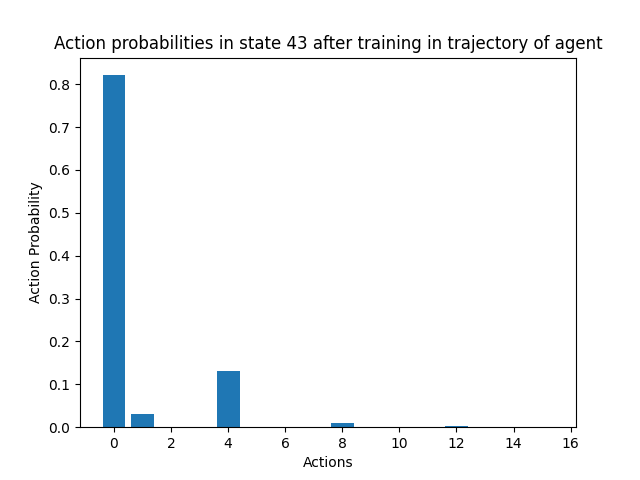 Action probabilities in state 43 after training in trajectory of agent
Action Probability
0.8
0.7
0.6
0.5
0.4
0.3
0.2
0.1
0.0
0 2 4 6 8 10 12 14 16
Actions